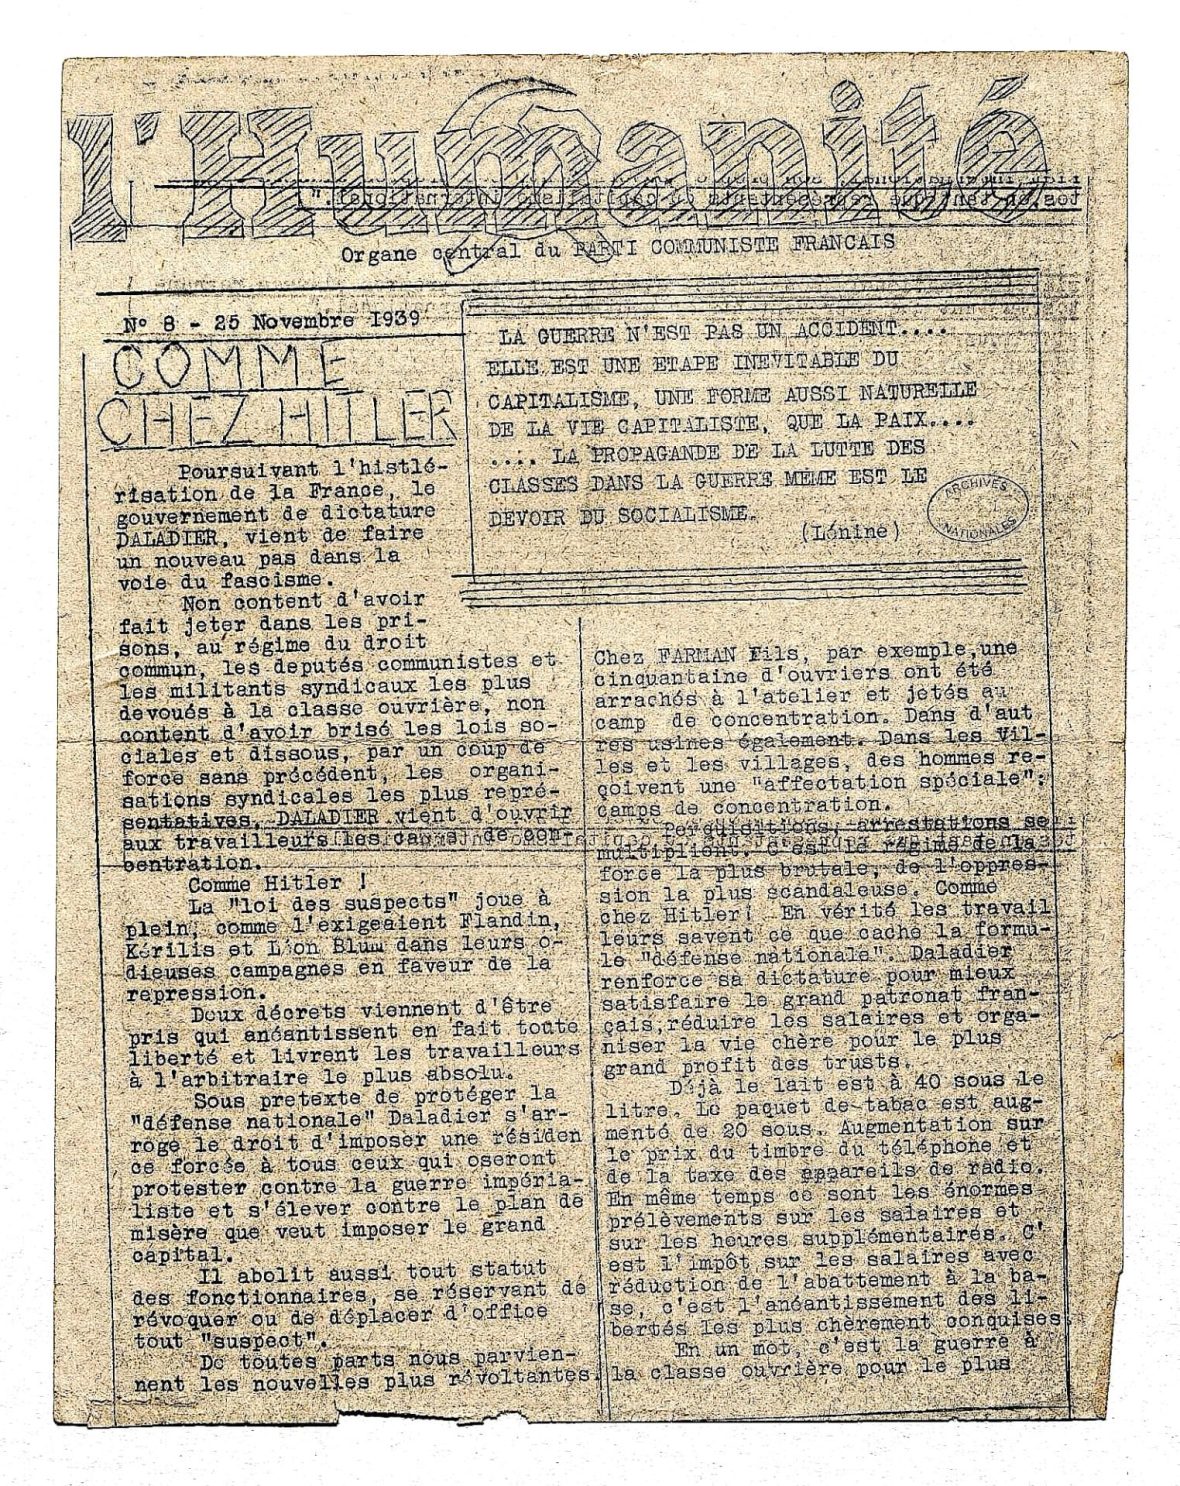 l'Humanité
Organe central du PARTI COMMUNISTE FRANCAIS
N° 8 - 25 Novembre 1939
COMME
CHEZ HITLER
LA GUERRE N'EST PAS UN ACCIDENT....
ELLE EST UNE ETAPE INEVITABLE DU
CAPITALISME, UNE FORME AUSSI NATURELLE
DE LA VIE CAPITALISTE, QUE LA PAIX....
.... LA PROPAGANDE DE LA LUTTE DES
CLASSES DANS LA GUERRE MEME EST LE
DEVOIR DU SOCIALISME.
(Lénine)
ARCHIVES
NATIONALES
Poursuivant l'histlé-
risation de la France, le
gouvernement de dictature
DALADIER, vient de faire
un nouveau pas dans la
voie du fascisme.
Non content d'avoir
fait jeter dans les pri-
sons, au régime du droit
commun, les deputés communistes et
les militants syndicaux les plus
devoués à la classe ouvrière, non
content d'avoir brisé les lois so-
ciales et dissous, par un coup de
force sans précédent, les organi-
sations syndicales les plus repré-
sentatives, DALADIER vient d'ouvrir
aux travailleurs les camps de con-
centration.
Comme Hitler !
La "loi des suspects" joue à
plein, comme l'exigeaient Flandin,
Kérilis et Léon Blum dans leurs o-
dieuses campagnes en faveur de la
repression.
Deux décrets viennent d'être
pris qui anéantissent en fait toute
liberté et livrent les travailleurs
à l'arbitraire le plus absolu.
Sous pretexte de protéger la
"défense nationale" Daladier s'ar-
roge le droit d'imposer une résiden
ce forcée à tous ceux qui oseront
protester contre la guerre impéria-
liste et s'élever contre le plan de
misère que veut imposer le grand
capital.
Il abolit aussi tout statut
des fonctionnaires, se réservant de
révoquer ou de déplacer d'office
tout "suspect".
De toutes parts nous parvien-
nent les nouvelles plus révoltantes.
Chez FARMAN Fils, par exemple,une
cinquantaine d'ouvriers ont été
arrachés à l'atelier et jetés au
camp de concentration. Dans d'aut
res usines également. Dans les vil-
les et les villages, des hommes re-
çoivent une "affectation spéciale":
camps de concentration.
Perquisitions, arrestations se
multiplient. C'est le régime de la
force la plus brutale, de l'oppres-
sion la plus scandaleuse. Comme
chez Hitler! En vérité les travail
leurs savent ce que cache la formu-
le "défense nationale". Daladier
renforce sa dictature pour mieux
satisfaire le grand patronat fran-
çais,réduire les salaires et orga-
niser la vie chère pour le plus
grand profit des trusts.
Déjà le lait est à 40 sous le
litre. Le paquet de tabac est aug-
menté de 20 sous. Augmentation sur
le prix du timbre du téléphone et
de la taxe des appareils de radio.
En même temps ce sont les énormes
prélèvements sur les salaires et
sur les heures supplémentaires. C'
est l'impôt sur les salaires avec
réduction de l'abattement à la ba-
se, c'est l'anéantissement des li-
bertés les plus chèrement conquises.
En un mot, c'est la guerre à
la classe ouvrière pour le plus